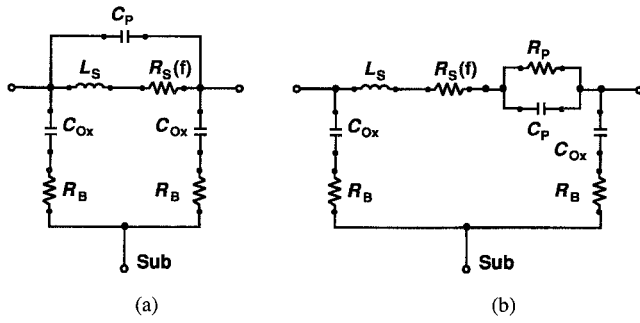 C_P
L_S R_S(f)
C_Ox C_Ox
R_B R_B
Sub
(a)
R_P
L_S R_S(f)
C_P
C_Ox C_Ox
R_B R_B
Sub
(b)